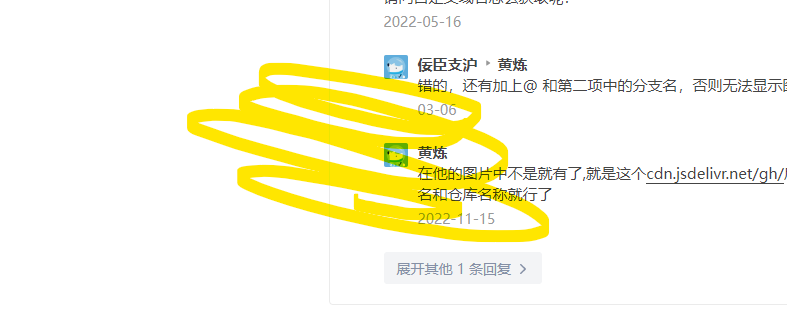 2022-05-16
佞臣支沪 黄炼
错的，还有加上@ 和第二项中的分支名，否则无法显示
03-06
黄炼
在他的图片中不是就有了,就是这个cdn.jsdelivr.net/gh/
名和仓库名称就行了
2022-11-15
展开其他 1 条回复